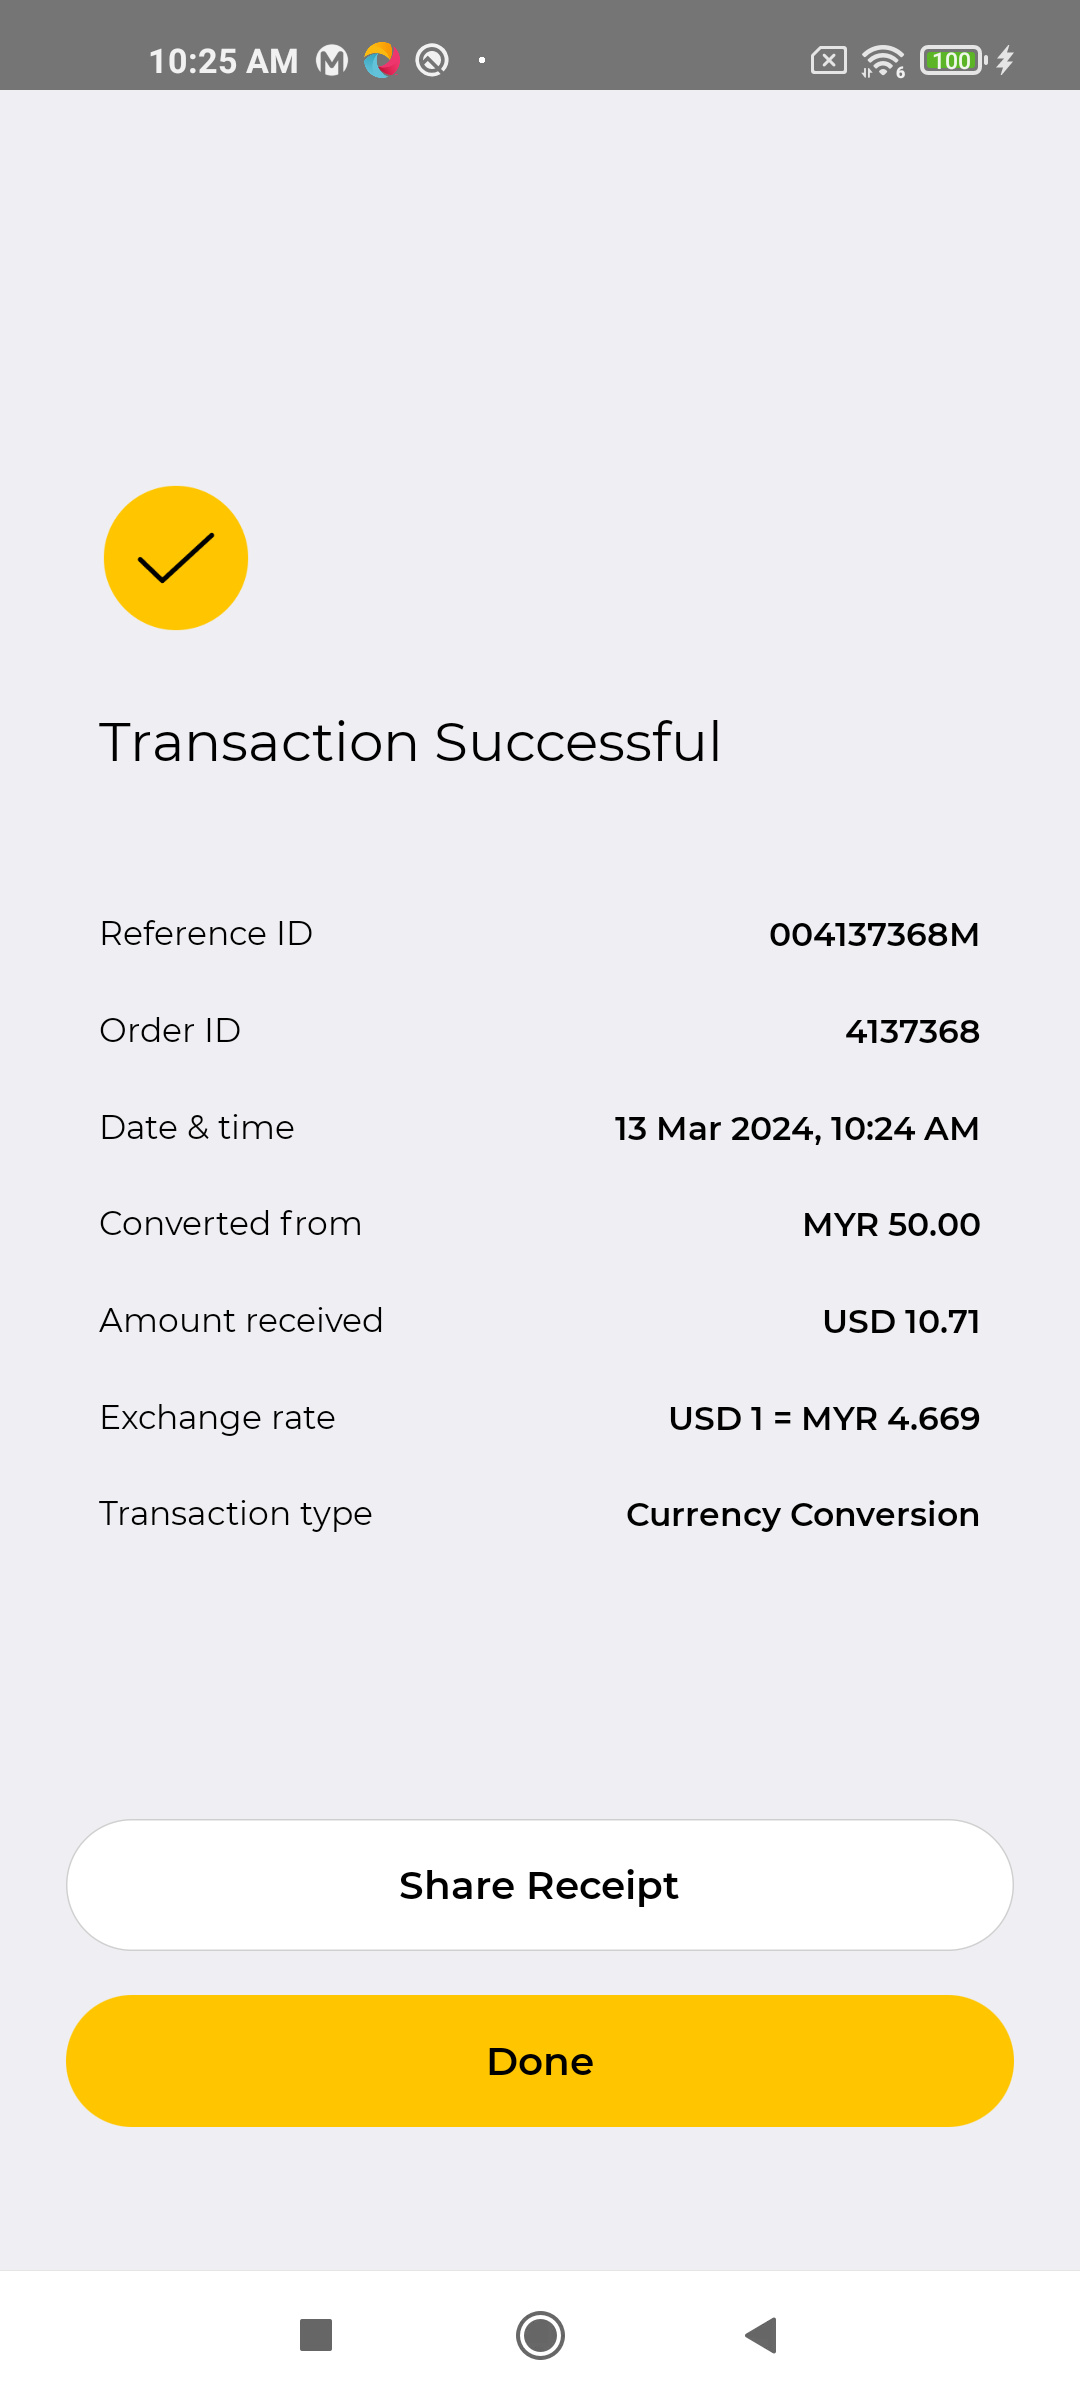 10:25 AM
6
100
Transaction Successful
Reference ID 004137368M
Order ID 4137368
Date & time 13 Mar 2024, 10:24 AM
Converted from MYR 50.00
Amount received USD 10.71
Exchange rate USD 1 = MYR 4.669
Transaction type Currency Conversion
Share Receipt
Done